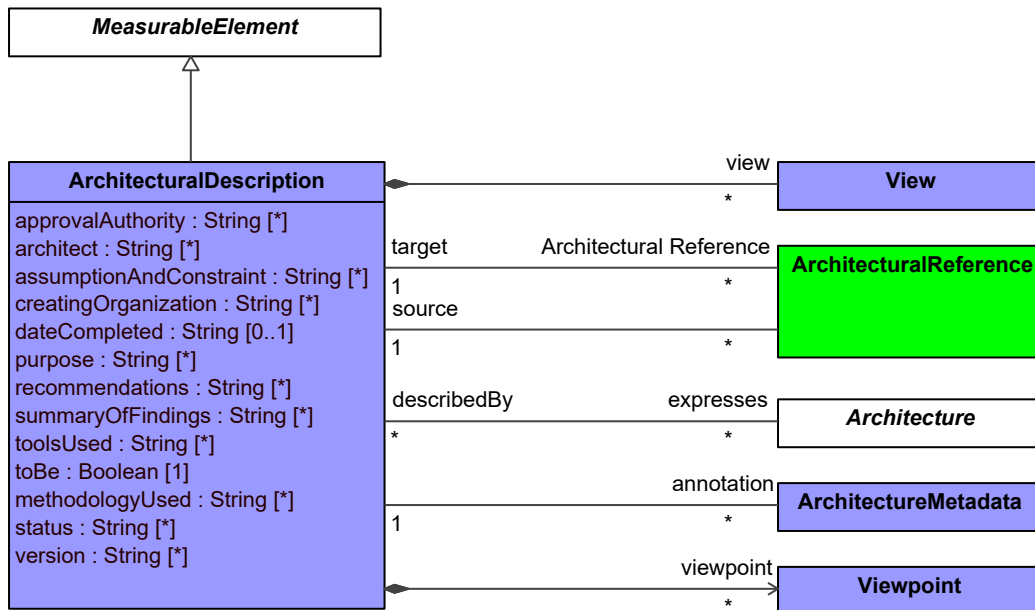 MeasurableElement
ArchitecturalDescription
approvalAuthority : String [*]
architect : String [*]
assumptionAndConstraint : String [*]
creatingOrganization : String [*]
dateCompleted : String [0..1]
purpose : String [*]
recommendations : String [*]
summaryOfFindings : String [*]
toolsUsed : String [*]
toBe : Boolean [1]
methodologyUsed : String [*]
status : String [*]
version : String [*]
view
*
View
target
Architectural Reference
1
*
source
1
*
ArchitecturalReference
describedBy
expresses
*
*
Architecture
annotation
1
*
ArchitectureMetadata
viewpoint
*
Viewpoint